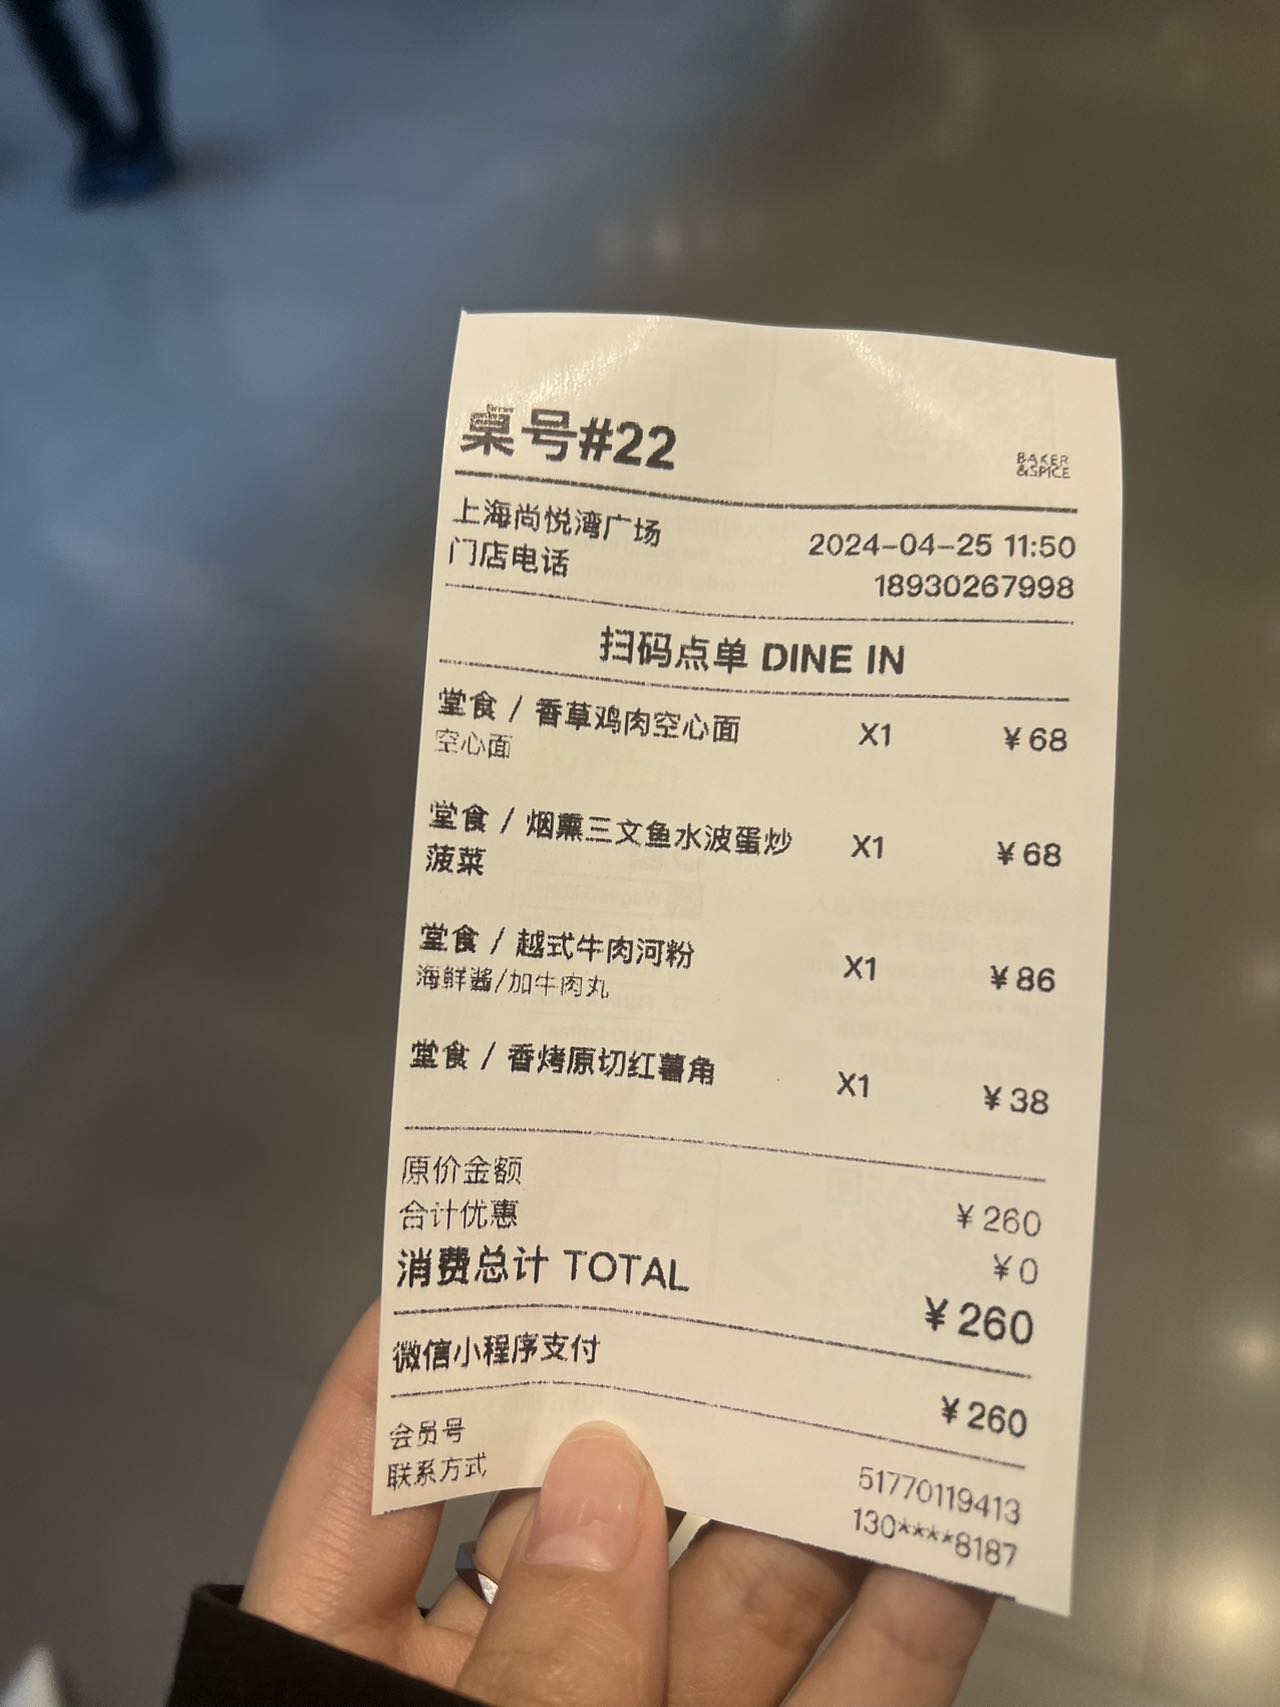 桌号#22
BAKER
&SPICE
上海尚悦湾广场 2024-04-25 11:50
门店电话 18930267998
扫码点单 DINE IN
堂食 / 香草鸡肉空心面 X1 ¥68
空心面
堂食 / 烟熏三文鱼水波蛋炒 X1 ¥68
菠菜
堂食 / 越式牛肉河粉 X1 ¥86
海鲜酱/加牛肉丸
堂食 / 香烤原切红薯角 X1 ¥38
原价金额 ¥260
合计优惠 ¥0
消费总计 TOTAL ¥260
微信小程序支付 ¥260
会员号 51770119413
联系方式 130****8187